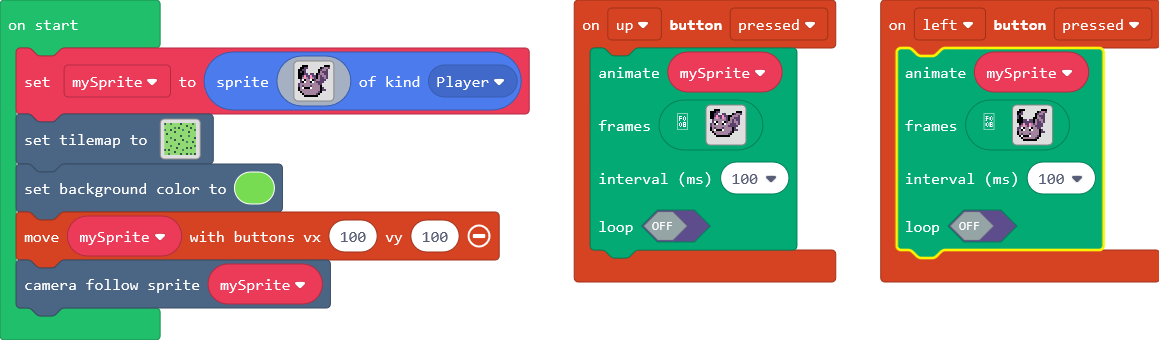 on start
set mySprite to sprite of kind Player
set tilemap to
set background color to
move mySprite with buttons vx 100 vy 100
camera follow sprite mySprite
on up button pressed
animate mySprite
frames
interval (ms) 100
loop OFF
on left button pressed
animate mySprite
frames
interval (ms) 100
loop OFF